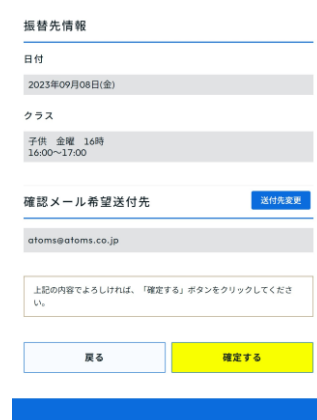 振替先情報
日付
2023年09月08日(金)
クラス
子供　金曜　16時
16:00〜17:00
確認メール希望送付先
送付先変更
atoms@atoms.co.jp
上記の内容でよろしければ、「確定する」ボタンをクリックしてくださ
い。
戻る
確定する